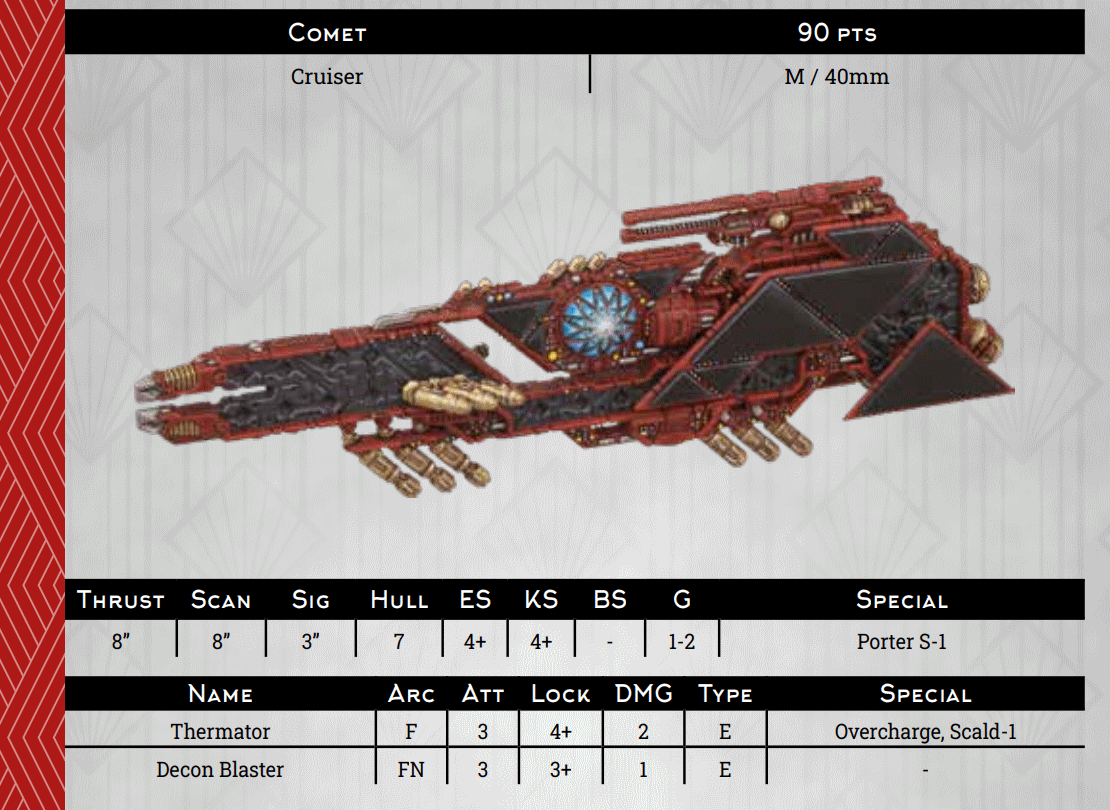 Comet 90 pts
Cruiser M / 40mm
Thrust Scan Sig Hull ES KS BS G Special
8” 8” 3” 7 4+ 4+ - 1-2 Porter S-1
Name Arc Att Lock DMG Type Special
Thermator F 3 4+ 2 E Overcharge, Scald-1
Decon Blaster FN 3 3+ 1 E -